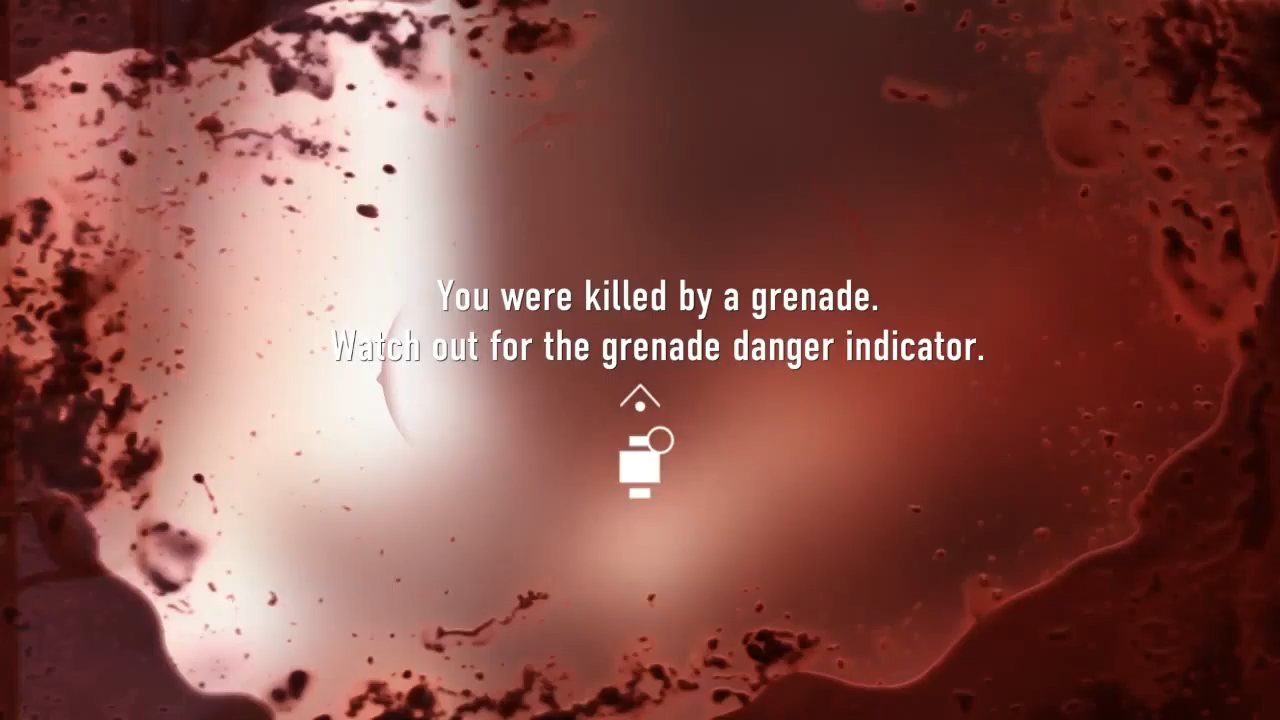 You were killed by a grenade.
Watch out for the grenade danger indicator.